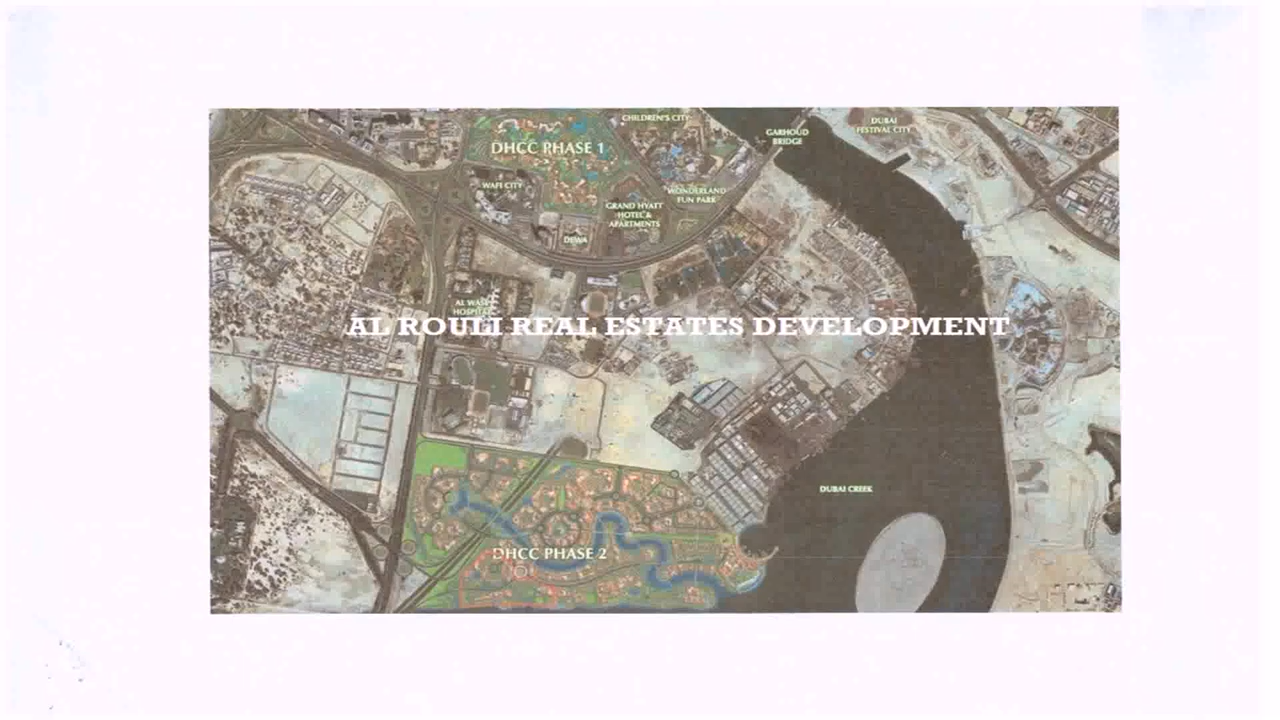 CHILDREN'S CITY
DUBAI
FESTIVAL CITY
GARHOUD
BRIDGE
DHCC PHASE 1
WAFI CITY
WONDERLAND
FUN PARK
GRAND HYATT
HOTEL &
APARTMENTS
DEWA
AL WASL
HOSPITAL
AL ROULI REAL ESTATES DEVELOPMENT
DUBAI CREEK
DHCC PHASE 2